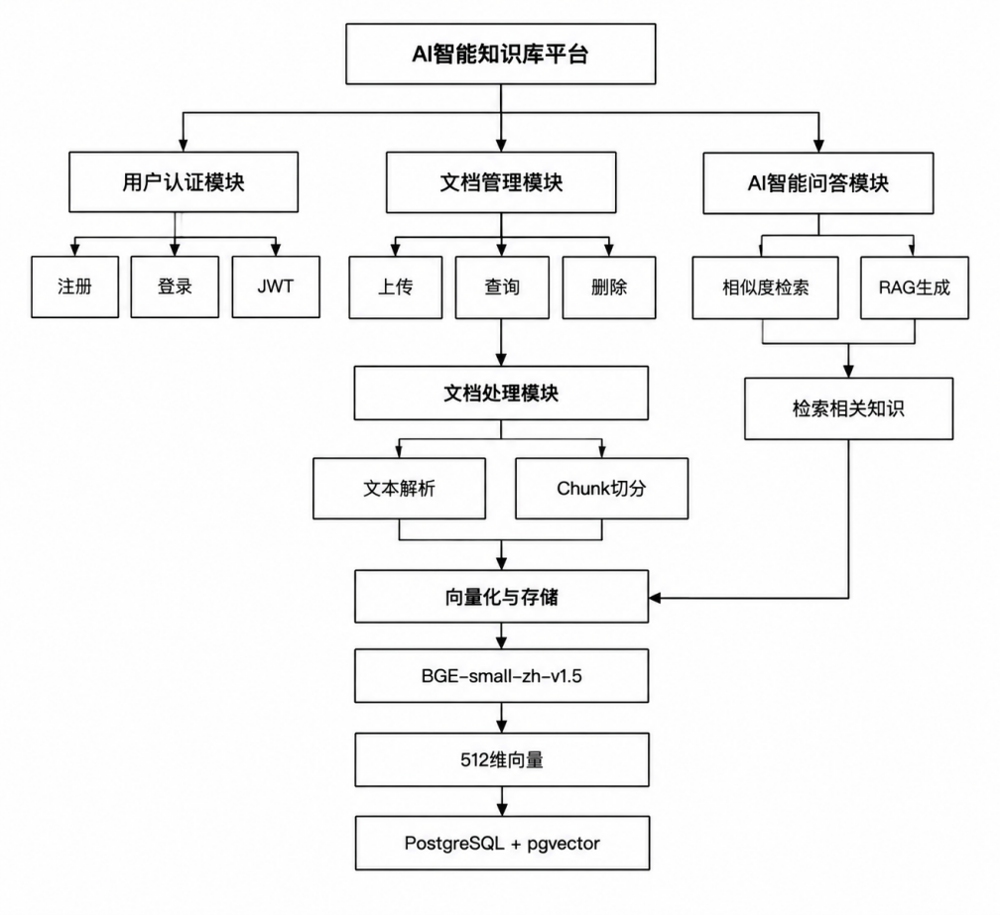 AI智能知识库平台
用户认证模块
文档管理模块
AI智能问答模块
注册
登录
JWT
上传
查询
删除
相似度检索
RAG生成
文档处理模块
检索相关知识
文本解析
Chunk切分
向量化与存储
BGE-small-zh-v1.5
512维向量
PostgreSQL + pgvector